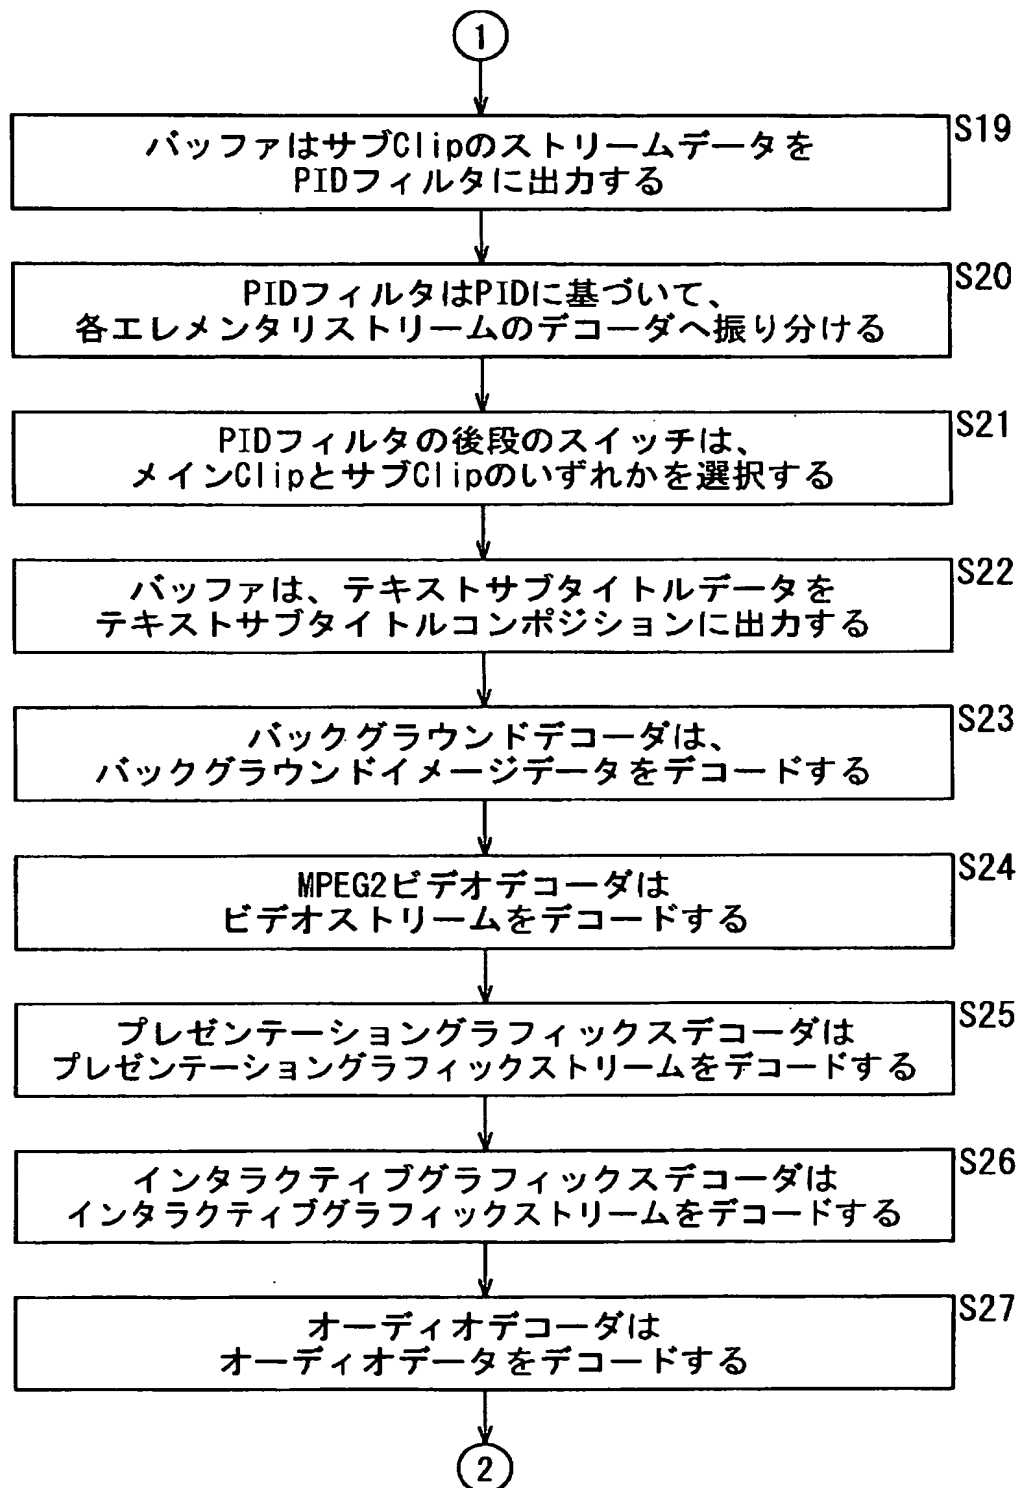 1
S19
バッファはサブClipのストリームデータを
PIDフィルタに出力する
S20
PIDフィルタはPIDに基づいて、
各エレメンタリストリームのデコーダへ振り分ける
S21
PIDフィルタの後段のスイッチは、
メインClipとサブClipのいずれかを選択する
S22
バッファは、テキストサブタイトルデータを
テキストサブタイトルコンポジションに出力する
S23
バックグラウンドデコーダは、
バックグラウンドイメージデータをデコードする
S24
MPEG2ビデオデコーダは
ビデオストリームをデコードする
S25
プレゼンテーショングラフィックスデコーダは
プレゼンテーショングラフィックストリームをデコードする
S26
インタラクティブグラフィックスデコーダは
インタラクティブグラフィックストリームをデコードする
S27
オーディオデコーダは
オーディオデータをデコードする
2